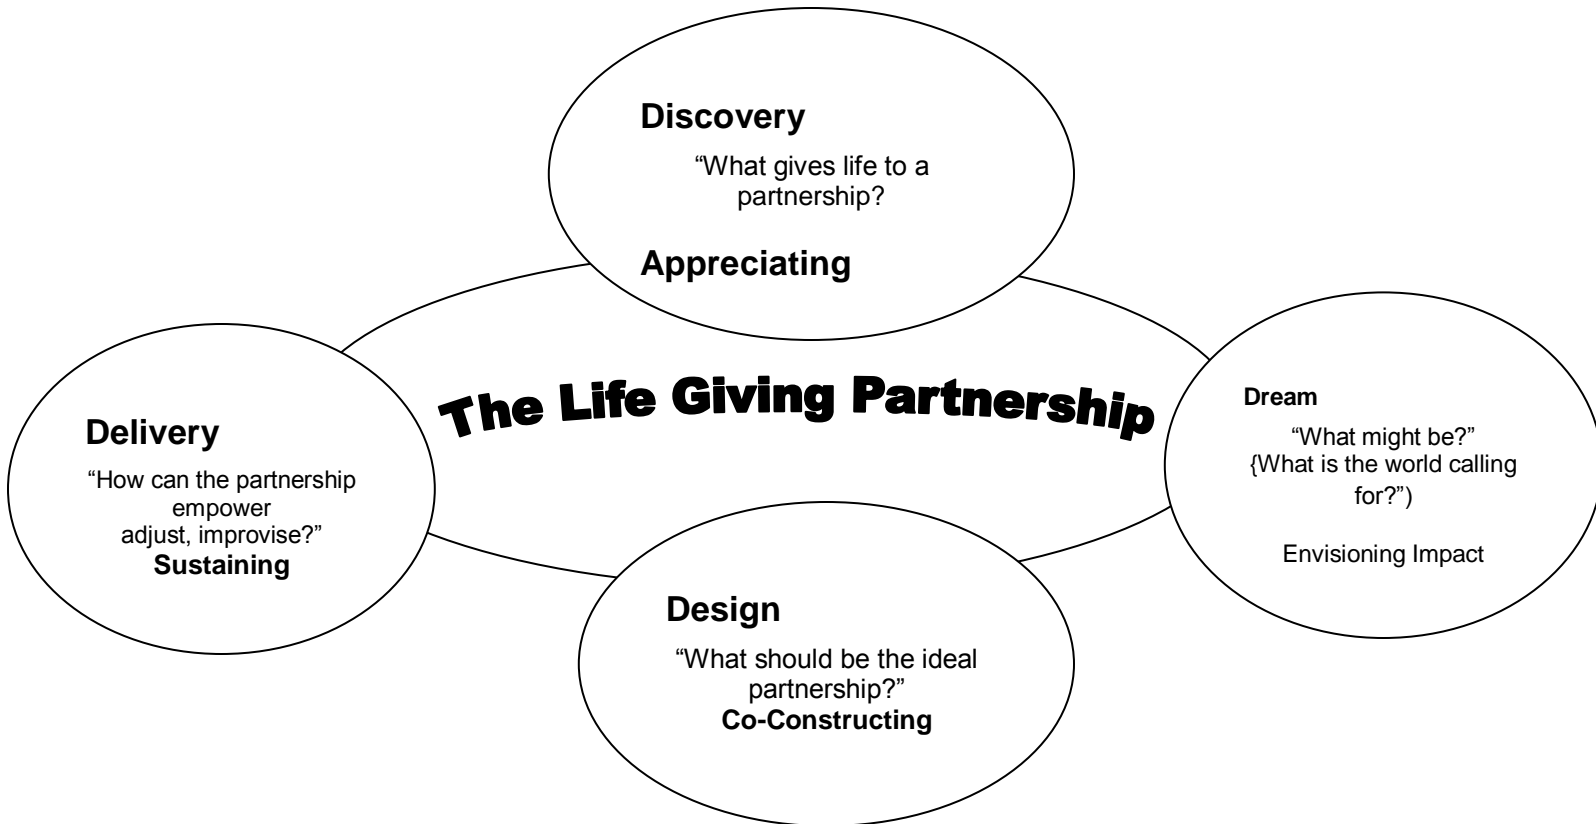 Discovery
“What gives life to a
partnership?
Appreciating
The Life Giving Partnership
Dream
“What might be?”
{What is the world calling
for?”)
Envisioning Impact
Delivery
“How can the partnership
empower
adjust, improvise?”
Sustaining
Design
“What should be the ideal
partnership?”
Co-Constructing